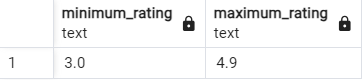 minimum_rating maximum_rating
text text
1 3.0 4.9